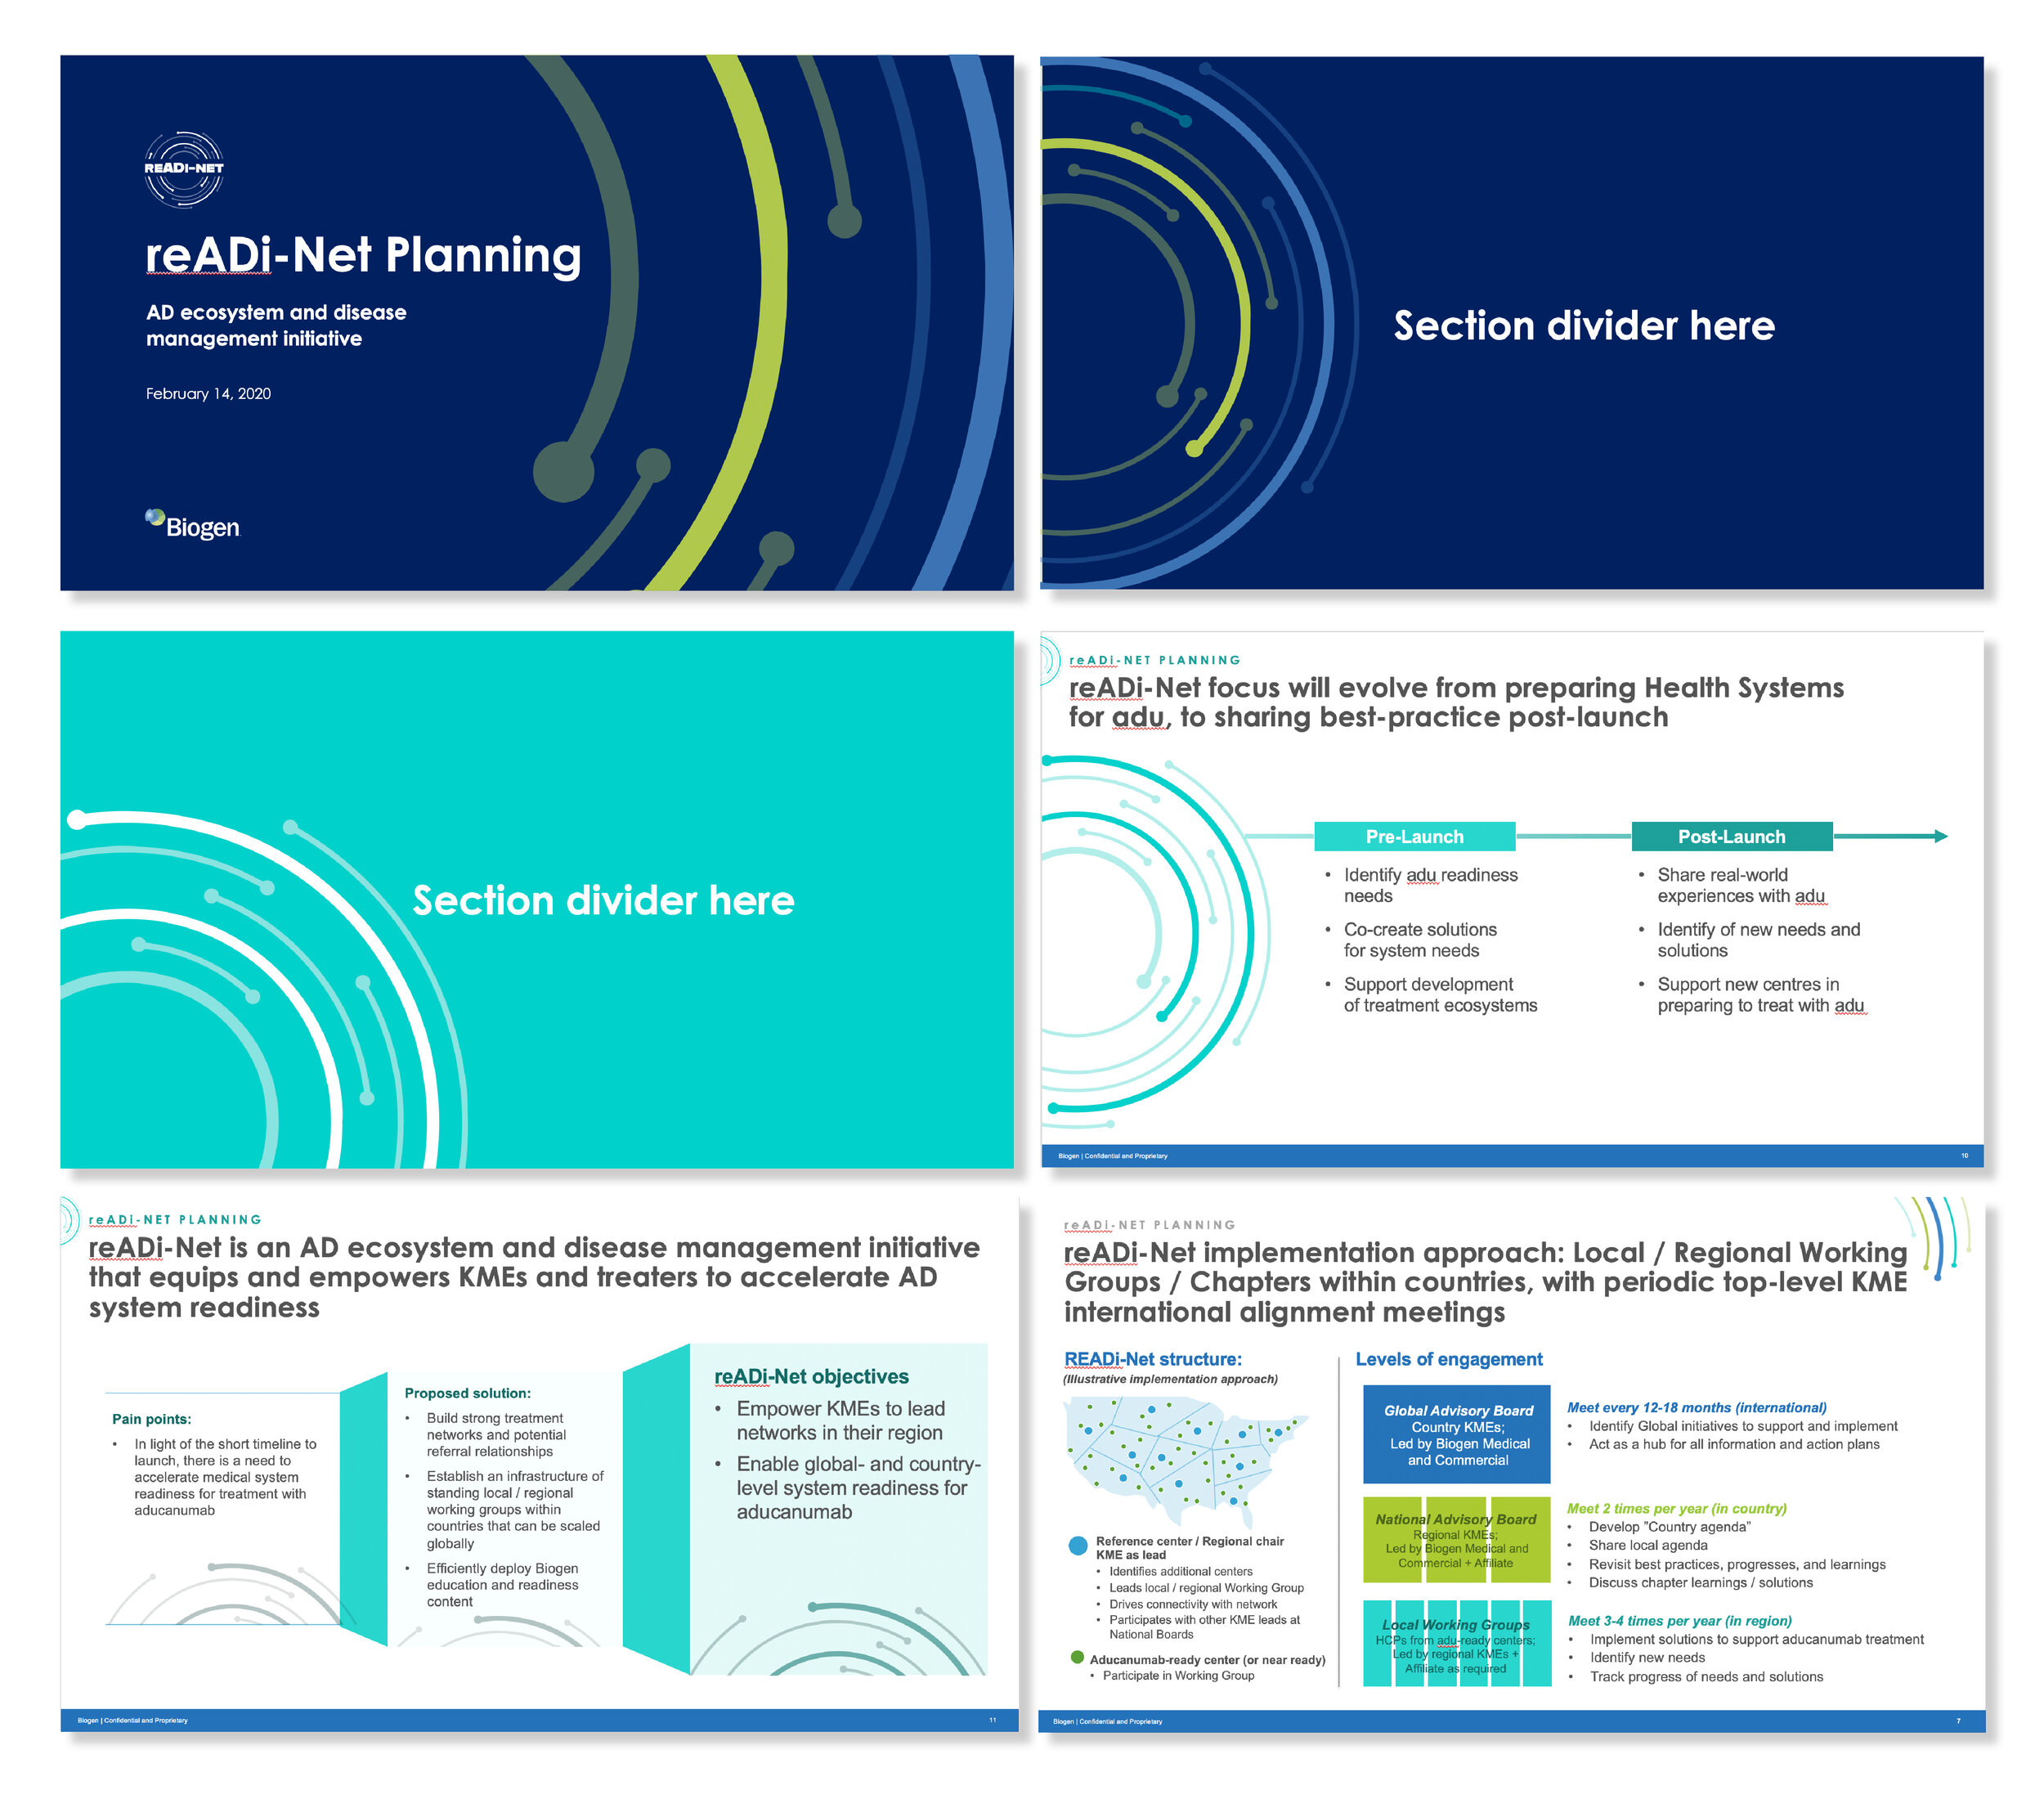 READI-NET
reADi-Net Planning
AD ecosystem and disease
management initiative
February 14, 2020
Biogen
Section divider here
Section divider here
reADi-NET PLANNING
reADi-Net focus will evolve from preparing Health Systems
for adu, to sharing best-practice post-launch
Pre-Launch
• Identify adu readiness
needs
• Co-create solutions
for system needs
• Support development
of treatment ecosystems
Post-Launch
• Share real-world
experiences with adu
• Identify of new needs and
solutions
• Support new centres in
preparing to treat with adu
Biogen | Confidential and Proprietary
10
reADi-NET PLANNING
reADi-Net is an AD ecosystem and disease management initiative
that equips and empowers KMEs and treaters to accelerate AD
system readiness
Pain points:
• In light of the short timeline to
launch, there is a need to
accelerate medical system
readiness for treatment with
aducanumab
Proposed solution:
• Build strong treatment
networks and potential
referral relationships
• Establish an infrastructure of
standing local / regional
working groups within
countries that can be scaled
globally
• Efficiently deploy Biogen
education and readiness
content
reADi-Net objectives
• Empower KMEs to lead
networks in their region
• Enable global- and country-
level system readiness for
aducanumab
Biogen | Confidential and Proprietary
11
reADi-NET PLANNING
reADi-Net implementation approach: Local / Regional Working
Groups / Chapters within countries, with periodic top-level KME
international alignment meetings
READi-Net structure:
(Illustrative implementation approach)
Reference center / Regional chair
KME as lead
• Identifies additional centers
• Leads local / regional Working Group
• Drives connectivity with network
• Participates with other KME leads at
National Boards
Aducanumab-ready center (or near ready)
• Participate in Working Group
Levels of engagement
Global Advisory Board
Country KMEs;
Led by Biogen Medical
and Commercial
Meet every 12-18 months (international)
• Identify Global initiatives to support and implement
• Act as a hub for all information and action plans
National Advisory Board
Regional KMEs;
Led by Biogen Medical and
Commercial + Affiliate
Meet 2 times per year (in country)
• Develop "Country agenda"
• Share local agenda
• Revisit best practices, progresses, and learnings
• Discuss chapter learnings / solutions
Local Working Groups
HCPs from adu-ready centers;
Led by regional KMEs +
Affiliate as required
Meet 3-4 times per year (in region)
• Implement solutions to support aducanumab treatment
• Identify new needs
• Track progress of needs and solutions
Biogen | Confidential and Proprietary
7